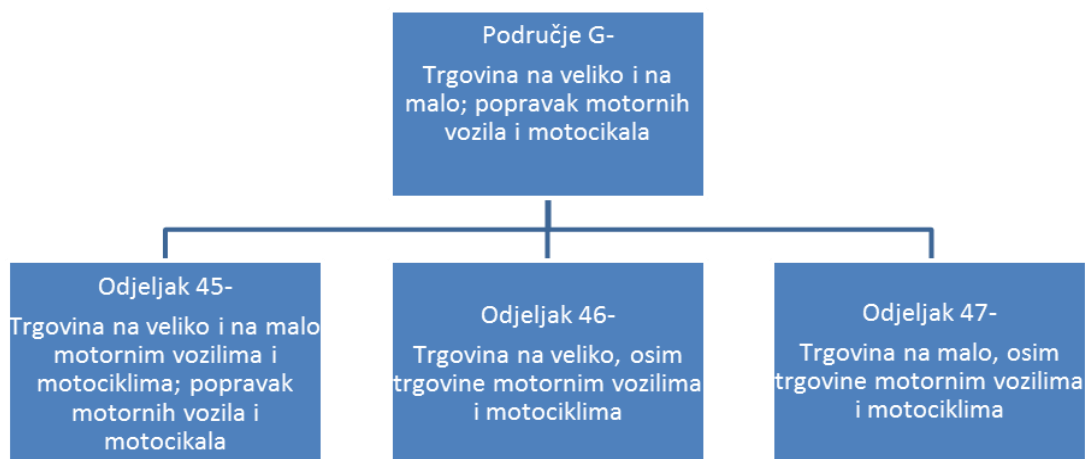 Područje G-
Trgovina na veliko i na
malo; popravak motornih
vozila i motocikala
Odjeljak 45-
Trgovina na veliko i na malo
motornim vozilima i
motociklima; popravak
motornih vozila i
motocikala
Odjeljak 46-
Trgovina na veliko, osim
trgovine motornim vozilima
i motociklima
Odjeljak 47-
Trgovina na malo, osim
trgovine motornim vozilima
i motociklima